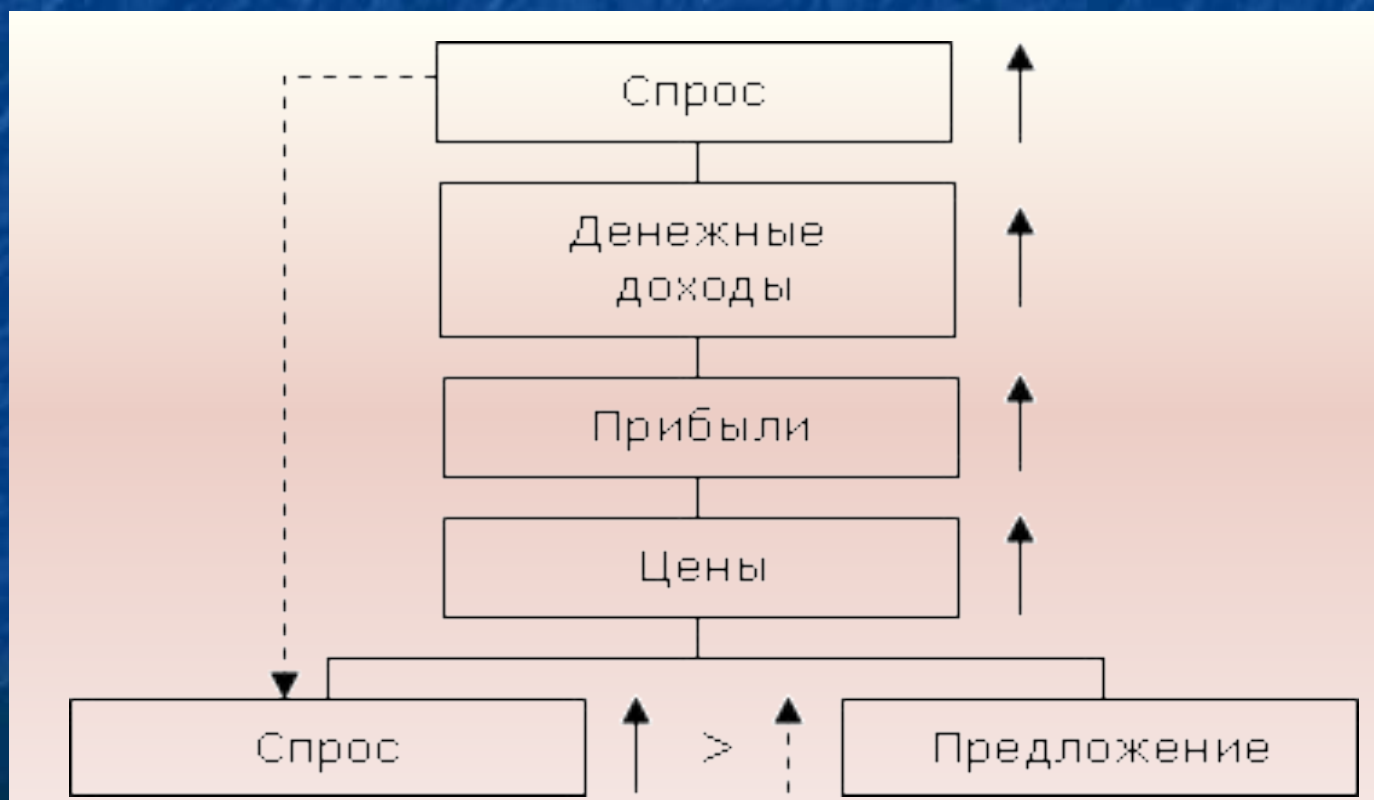 Спрос
Денежные
доходы
Прибыли
Цены
Спрос > Предложение